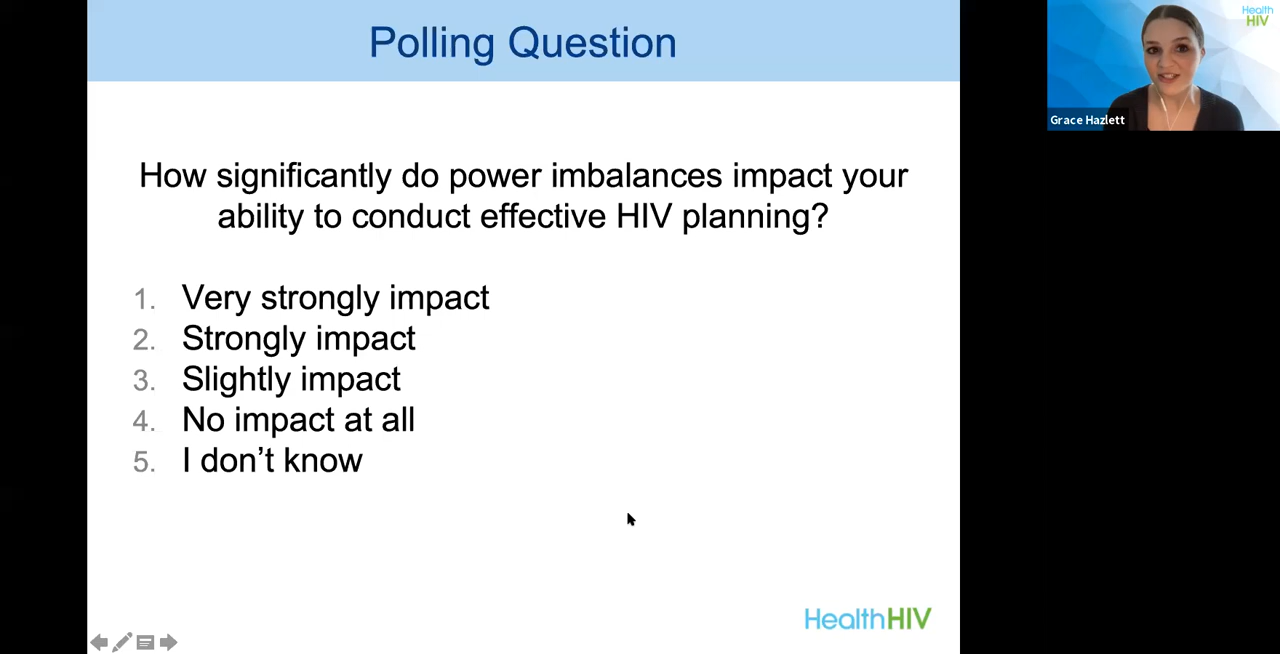 Polling Question
How significantly do power imbalances impact your
ability to conduct effective HIV planning?
1. Very strongly impact
2. Strongly impact
3. Slightly impact
4. No impact at all
5. I don’t know
HealthHIV
Health
HIV
Grace Hazlett